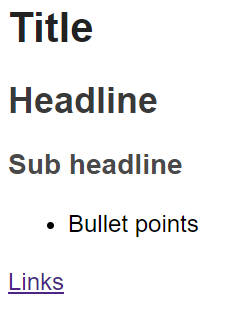 Title
Headline
Sub headline
• Bullet points
Links